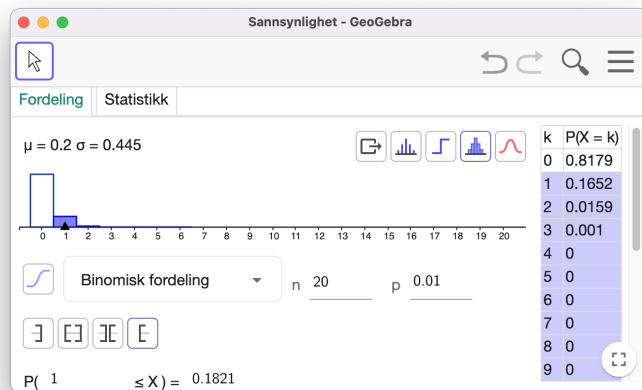 Sannsynlighet - GeoGebra
Fordeling Statistikk
μ = 0.2 σ = 0.445
0 1 2 3 4 5 6 7 8 9 10 11 12 13 14 15 16 17 18 19 20
Binomisk fordeling n 20 p 0.01
P( 1 ≤ X ) = 0.1821
k P(X = k)
0 0.8179
1 0.1652
2 0.0159
3 0.001
4 0
5 0
6 0
7 0
8 0
9 0